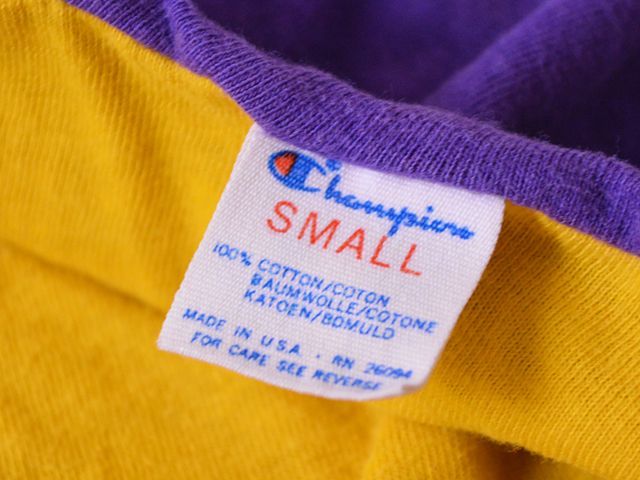 Champion
SMALL
100% COTTON/COTON
BAUMWOLLE/COTONE
KATOEN/BOMULD
MADE IN U.S.A. · RN 26094
FOR CARE SEE REVERSE